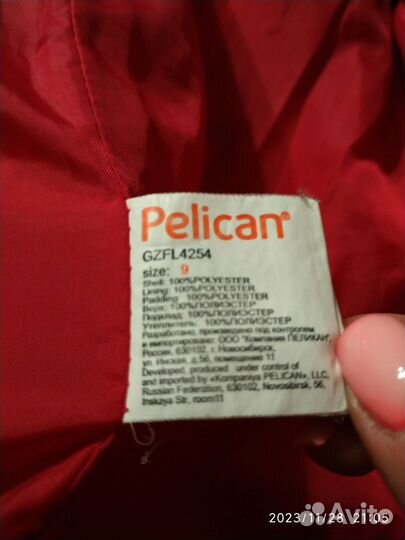 Pelican®
GZFL4254
size: 9
Shell: 100%POLYESTER
Lining: 100%POLYESTER
Padding: 100%POLYESTER
Верх: 100%ПОЛИЭСТЕР
Подклад: 100%ПОЛИЭСТЕР
Утеплитель: 100%ПОЛИЭСТЕР
Разработано, произведено под контролем
и импортировано: ООО "Компания ПЕЛИКАН",
Россия, 630102, г. Новосибирск,
ул. Инская, д.56, помещение 11
Developed, produced under control of
and imported by «Kompaniya PELICAN», LLC,
Russian Federation, 630102, Novosibirsk, 56,
Inskaya Str, room11
2023/11/28 21:05
Avito